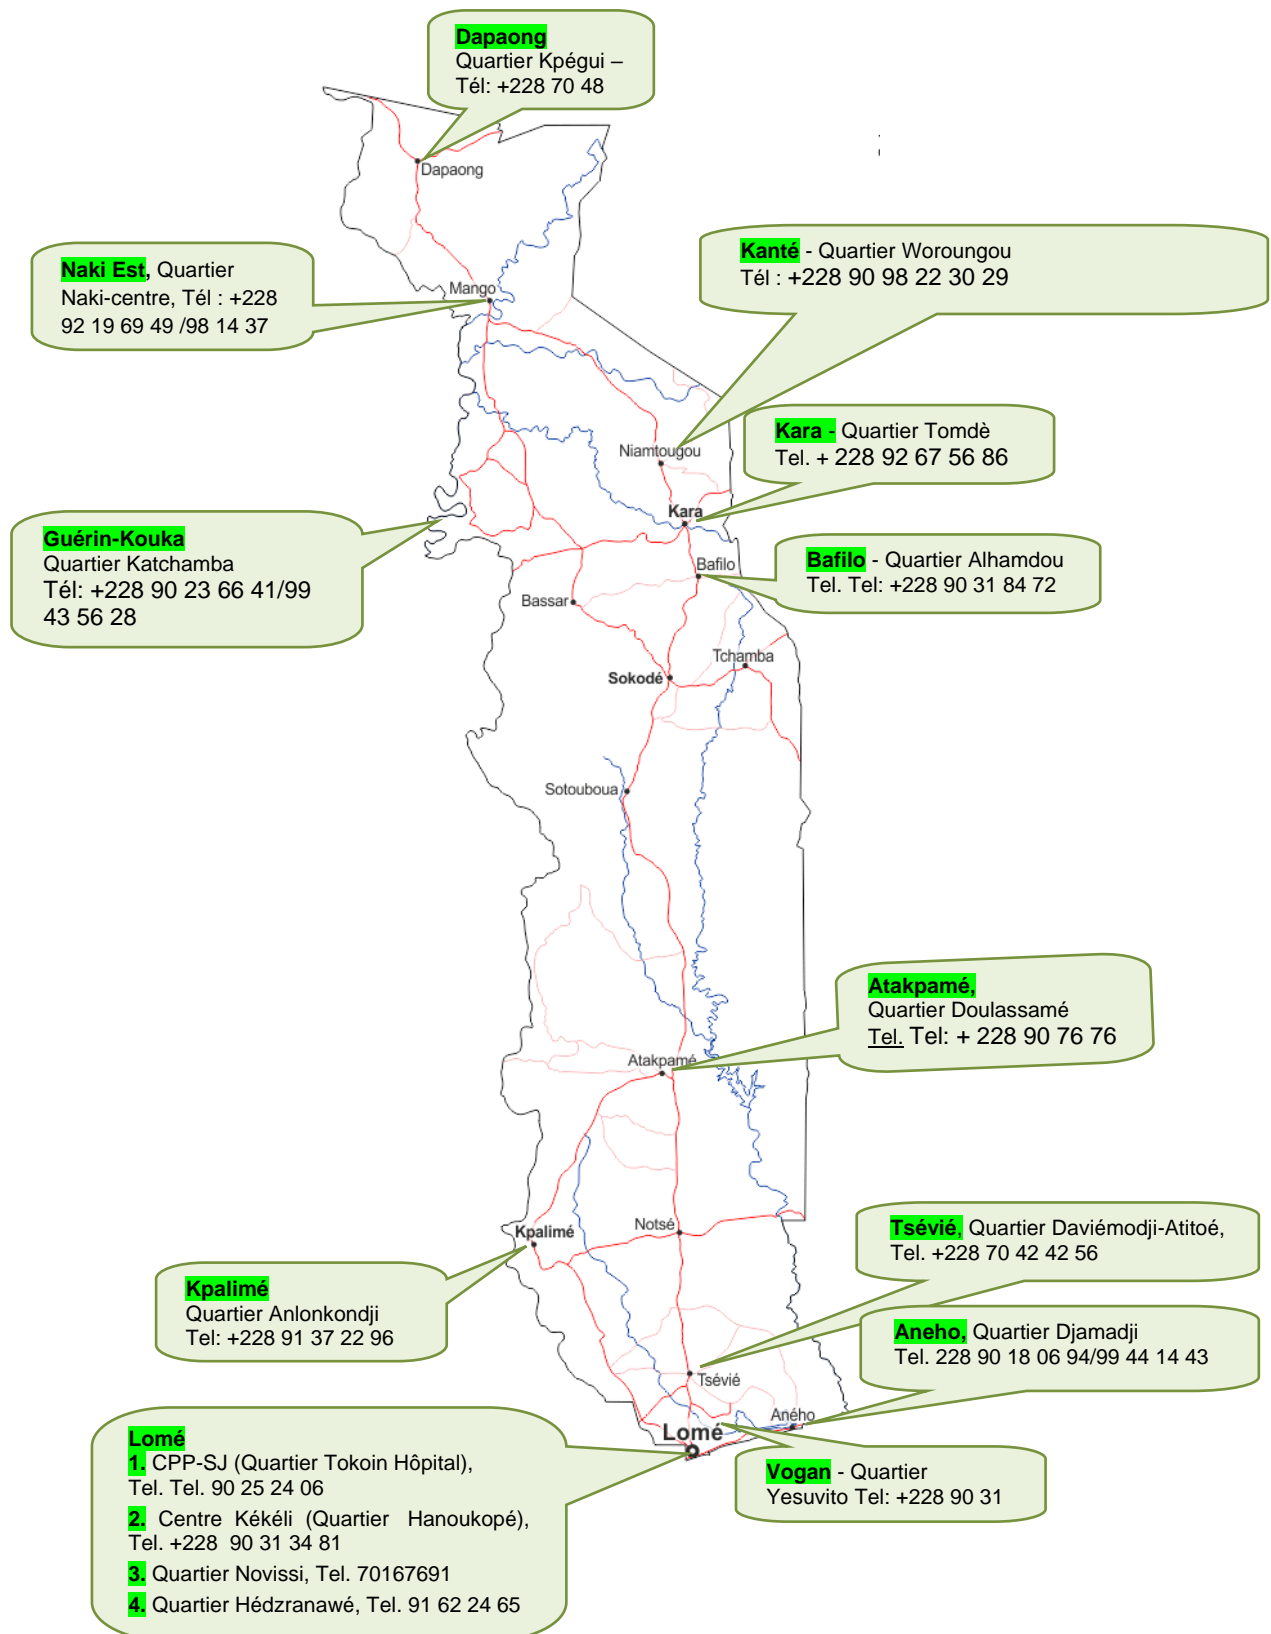 Dapaong
Quartier Kpégui –
Tél: +228 70 48
Dapaong
Naki Est, Quartier
Naki-centre, Tél : +228
92 19 69 49 /98 14 37
Mango
Kanté - Quartier Woroungou
Tél : +228 90 98 22 30 29
Niamtougou
Kara - Quartier Tomdè
Tel. + 228 92 67 56 86
Kara
Guérin-Kouka
Quartier Katchamba
Tél: +228 90 23 66 41/99
43 56 28
Bafilo
Bafilo - Quartier Alhamdou
Tel. Tel: +228 90 31 84 72
Bassar
Tchamba
Sokodé
Sotouboua
Atakpamé,
Quartier Doulassamé
Tel. Tel: + 228 90 76 76
Atakpamé
Notsé
Kpalimé
Tsévié, Quartier Daviémodji-Atitoé,
Tel. +228 70 42 42 56
Kpalimé
Quartier Anlonkondji
Tel: +228 91 37 22 96
Aneho, Quartier Djamadji
Tel. 228 90 18 06 94/99 44 14 43
Tsévié
Aného
Lomé
Lomé
1. CPP-SJ (Quartier Tokoin Hôpital),
Tel. Tel. 90 25 24 06
2. Centre Kékéli (Quartier Hanoukopé),
Tel. +228 90 31 34 81
3. Quartier Novissi, Tel. 70167691
4. Quartier Hédzranawé, Tel. 91 62 24 65
Vogan - Quartier
Yesuvito Tel: +228 90 31